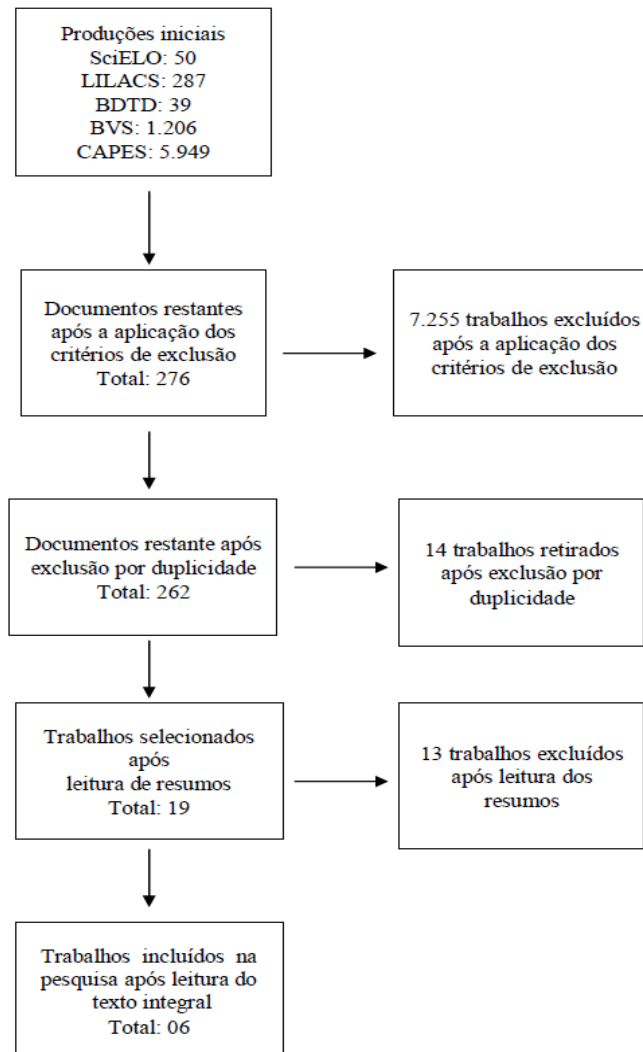 Produções iniciais
SciELO: 50
LILACS: 287
BDTD: 39
BVS: 1.206
CAPES: 5.949
Documentos restantes
após a aplicação dos
critérios de exclusão
Total: 276
7.255 trabalhos excluídos
após a aplicação dos
critérios de exclusão
Documentos restante após
exclusão por duplicidade
Total: 262
14 trabalhos retirados
após exclusão por
duplicidade
Trabalhos selecionados
após
leitura de resumos
Total: 19
13 trabalhos excluídos
após leitura dos
resumos
Trabalhos incluídos na
pesquisa após leitura do
texto integral
Total: 06